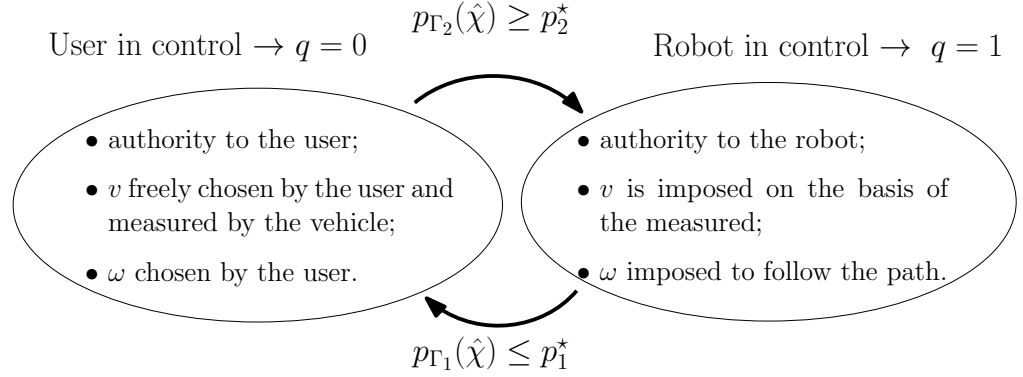 p_{Γ_2}(χ̂) ≥ p_2^⋆
User in control → q = 0
Robot in control → q = 1
• authority to the user;
• v freely chosen by the user and
measured by the vehicle;
• ω chosen by the user.
• authority to the robot;
• v is imposed on the basis of
the measured;
• ω imposed to follow the path.
p_{Γ_1}(χ̂) ≤ p_1^⋆